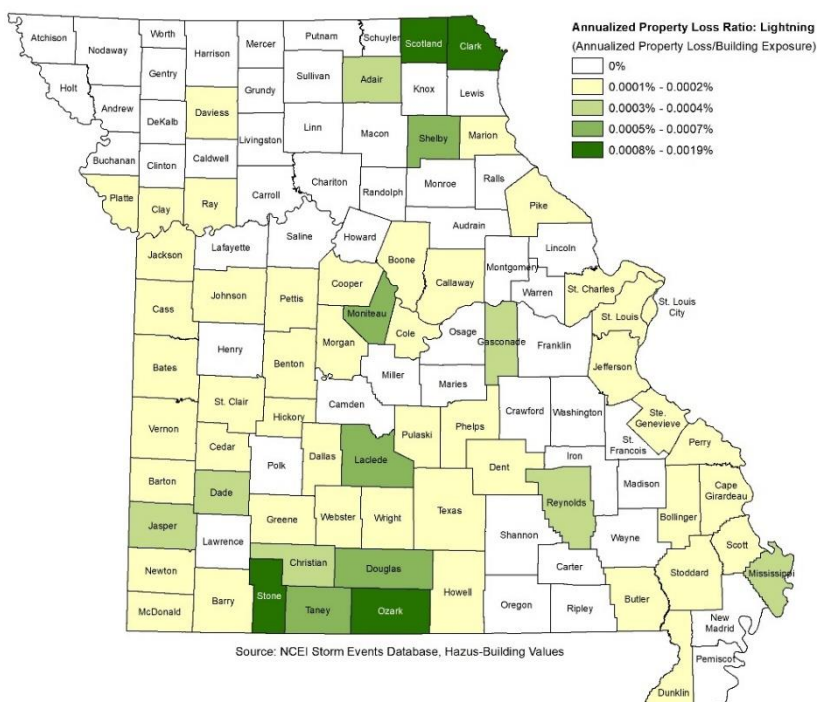 Annualized Property Loss Ratio: Lightning
(Annualized Property Loss/Building Exposure)
0%
0.0001% - 0.0002%
0.0003% - 0.0004%
0.0005% - 0.0007%
0.0008% - 0.0019%
Atchison
Nodaway
Worth
Harrison
Mercer
Putnam
Schuyler
Scotland
Clark
Gentry
Sullivan
Adair
Knox
Lewis
Holt
Andrew
DeKalb
Daviess
Grundy
Linn
Macon
Shelby
Marion
Livingston
Buchanan
Clinton
Caldwell
Carroll
Chariton
Randolph
Monroe
Ralls
Platte
Clay
Ray
Pike
Audrain
Saline
Howard
Lafayette
Jackson
Boone
Callaway
Montgomery
Lincoln
Warren
St. Charles
St. Louis
St. Louis
City
Cass
Johnson
Pettis
Cooper
Moniteau
Cole
Morgan
Osage
Gasconade
Franklin
Jefferson
Henry
Benton
Miller
Maries
Bates
St. Clair
Camden
Crawford
Washington
Ste.
Genevieve
Hickory
Vernon
Cedar
Pulaski
Phelps
Dent
Iron
St.
Francois
Perry
Polk
Dallas
Laclede
Madison
Cape
Girardeau
Barton
Dade
Texas
Reynolds
Bollinger
Jasper
Greene
Webster
Wright
Shannon
Wayne
Scott
Lawrence
Christian
Douglas
Carter
Stoddard
Mississippi
Newton
Barry
Stone
Taney
Ozark
Howell
Oregon
Ripley
Butler
McDonald
New
Madrid
Pemiscot
Dunklin
Source: NCEI Storm Events Database, Hazus-Building Values